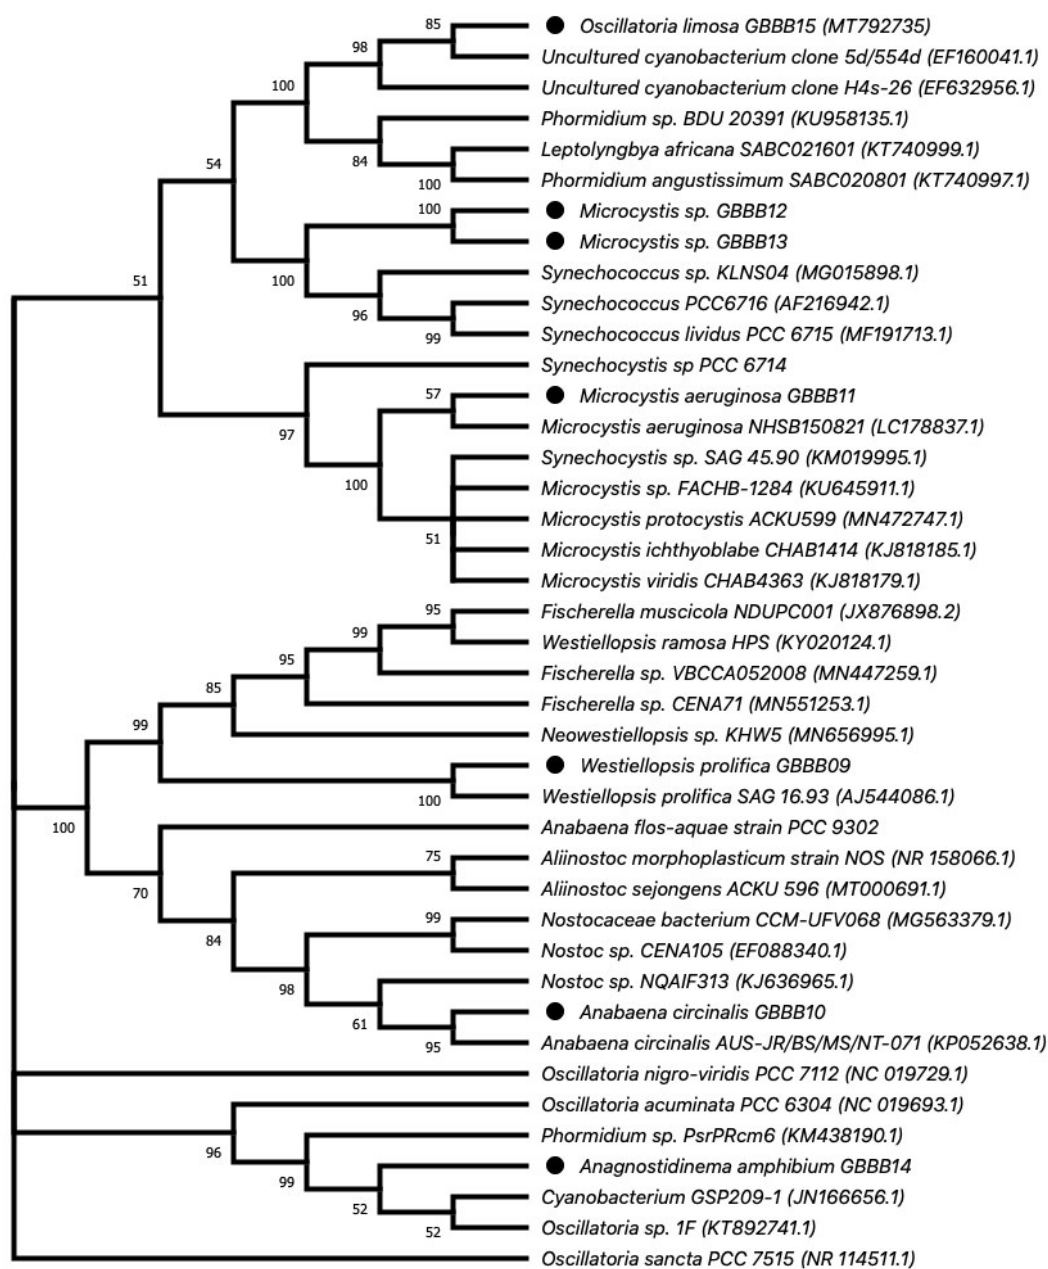 85
Oscillatoria limosa GBBB15 (MT792735)
98
Uncultured cyanobacterium clone 5d/554d (EF160041.1)
100
Uncultured cyanobacterium clone H4s-26 (EF632956.1)
Phormidium sp. BDU 20391 (KU958135.1)
54
84
Leptolyngbya africana SABC021601 (KT740999.1)
100
Phormidium angustissimum SABC020801 (KT740997.1)
100
Microcystis sp. GBBB12
Microcystis sp. GBBB13
51
100
Synechococcus sp. KLNS04 (MG015898.1)
96
Synechococcus PCC6716 (AF216942.1)
99
Synechococcus lividus PCC 6715 (MF191713.1)
Synechocystis sp PCC 6714
57
Microcystis aeruginosa GBBB11
97
Microcystis aeruginosa NHSB150821 (LC178837.1)
Synechocystis sp. SAG 45.90 (KM019995.1)
100
Microcystis sp. FACHB-1284 (KU645911.1)
Microcystis protocystis ACKU599 (MN472747.1)
51
Microcystis ichthyoblabe CHAB1414 (KJ818185.1)
Microcystis viridis CHAB4363 (KJ818179.1)
95
Fischerella muscicola NDUPC001 (JX876898.2)
99
Westiellopsis ramosa HPS (KY020124.1)
95
Fischerella sp. VBCCA052008 (MN447259.1)
85
Fischerella sp. CENA71 (MN551253.1)
99
Neowestiellopsis sp. KHW5 (MN656995.1)
Westiellopsis prolifica GBBB09
100
Westiellopsis prolifica SAG 16.93 (AJ544086.1)
100
Anabaena flos-aquae strain PCC 9302
75
Aliinostoc morphoplasticum strain NOS (NR 158066.1)
70
Aliinostoc sejongens ACKU 596 (MT000691.1)
99
Nostocaceae bacterium CCM-UFV068 (MG563379.1)
84
Nostoc sp. CENA105 (EF088340.1)
98
Nostoc sp. NQAIF313 (KJ636965.1)
61
Anabaena circinalis GBBB10
95
Anabaena circinalis AUS-JR/BS/MS/NT-071 (KP052638.1)
Oscillatoria nigro-viridis PCC 7112 (NC 019729.1)
Oscillatoria acuminata PCC 6304 (NC 019693.1)
96
Phormidium sp. PsrPRcm6 (KM438190.1)
99
Anagnostidinema amphibium GBBB14
52
Cyanobacterium GSP209-1 (JN166656.1)
52
Oscillatoria sp. 1F (KT892741.1)
Oscillatoria sancta PCC 7515 (NR 114511.1)